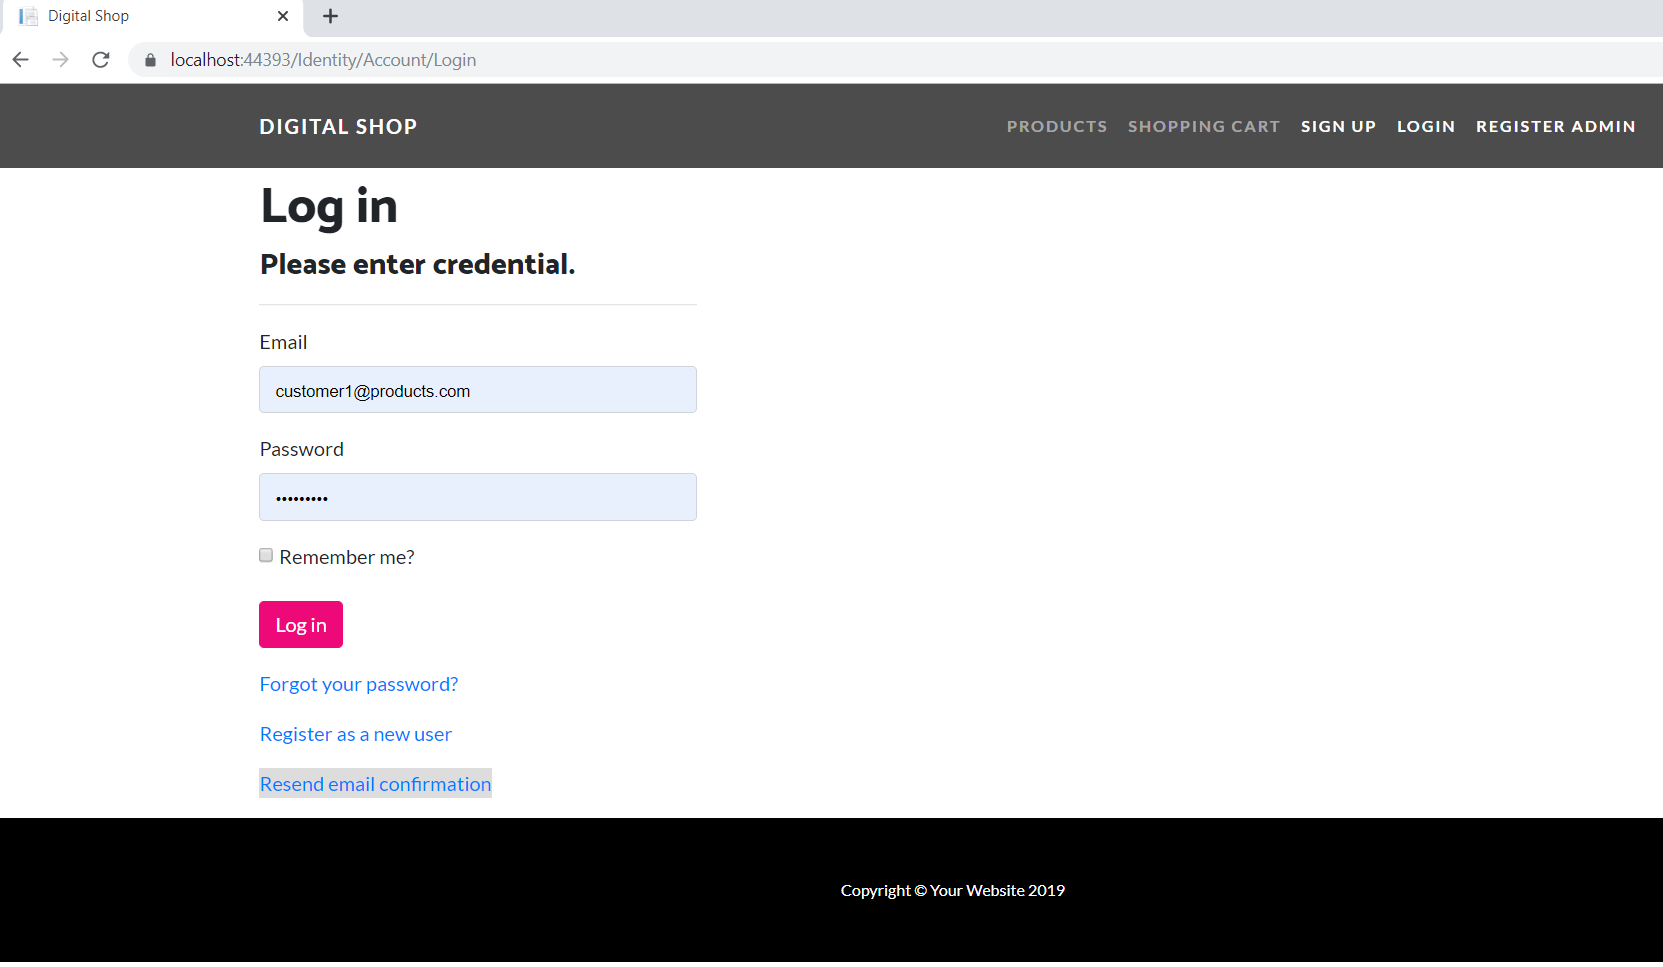 Digital Shop
localhost:44393/Identity/Account/Login
DIGITAL SHOP
PRODUCTS SHOPPING CART SIGN UP LOGIN REGISTER ADMIN
Log in
Please enter credential.
Email
customer1@products.com
Password
•••••••••
Remember me?
Log in
Forgot your password?
Register as a new user
Resend email confirmation
Copyright © Your Website 2019